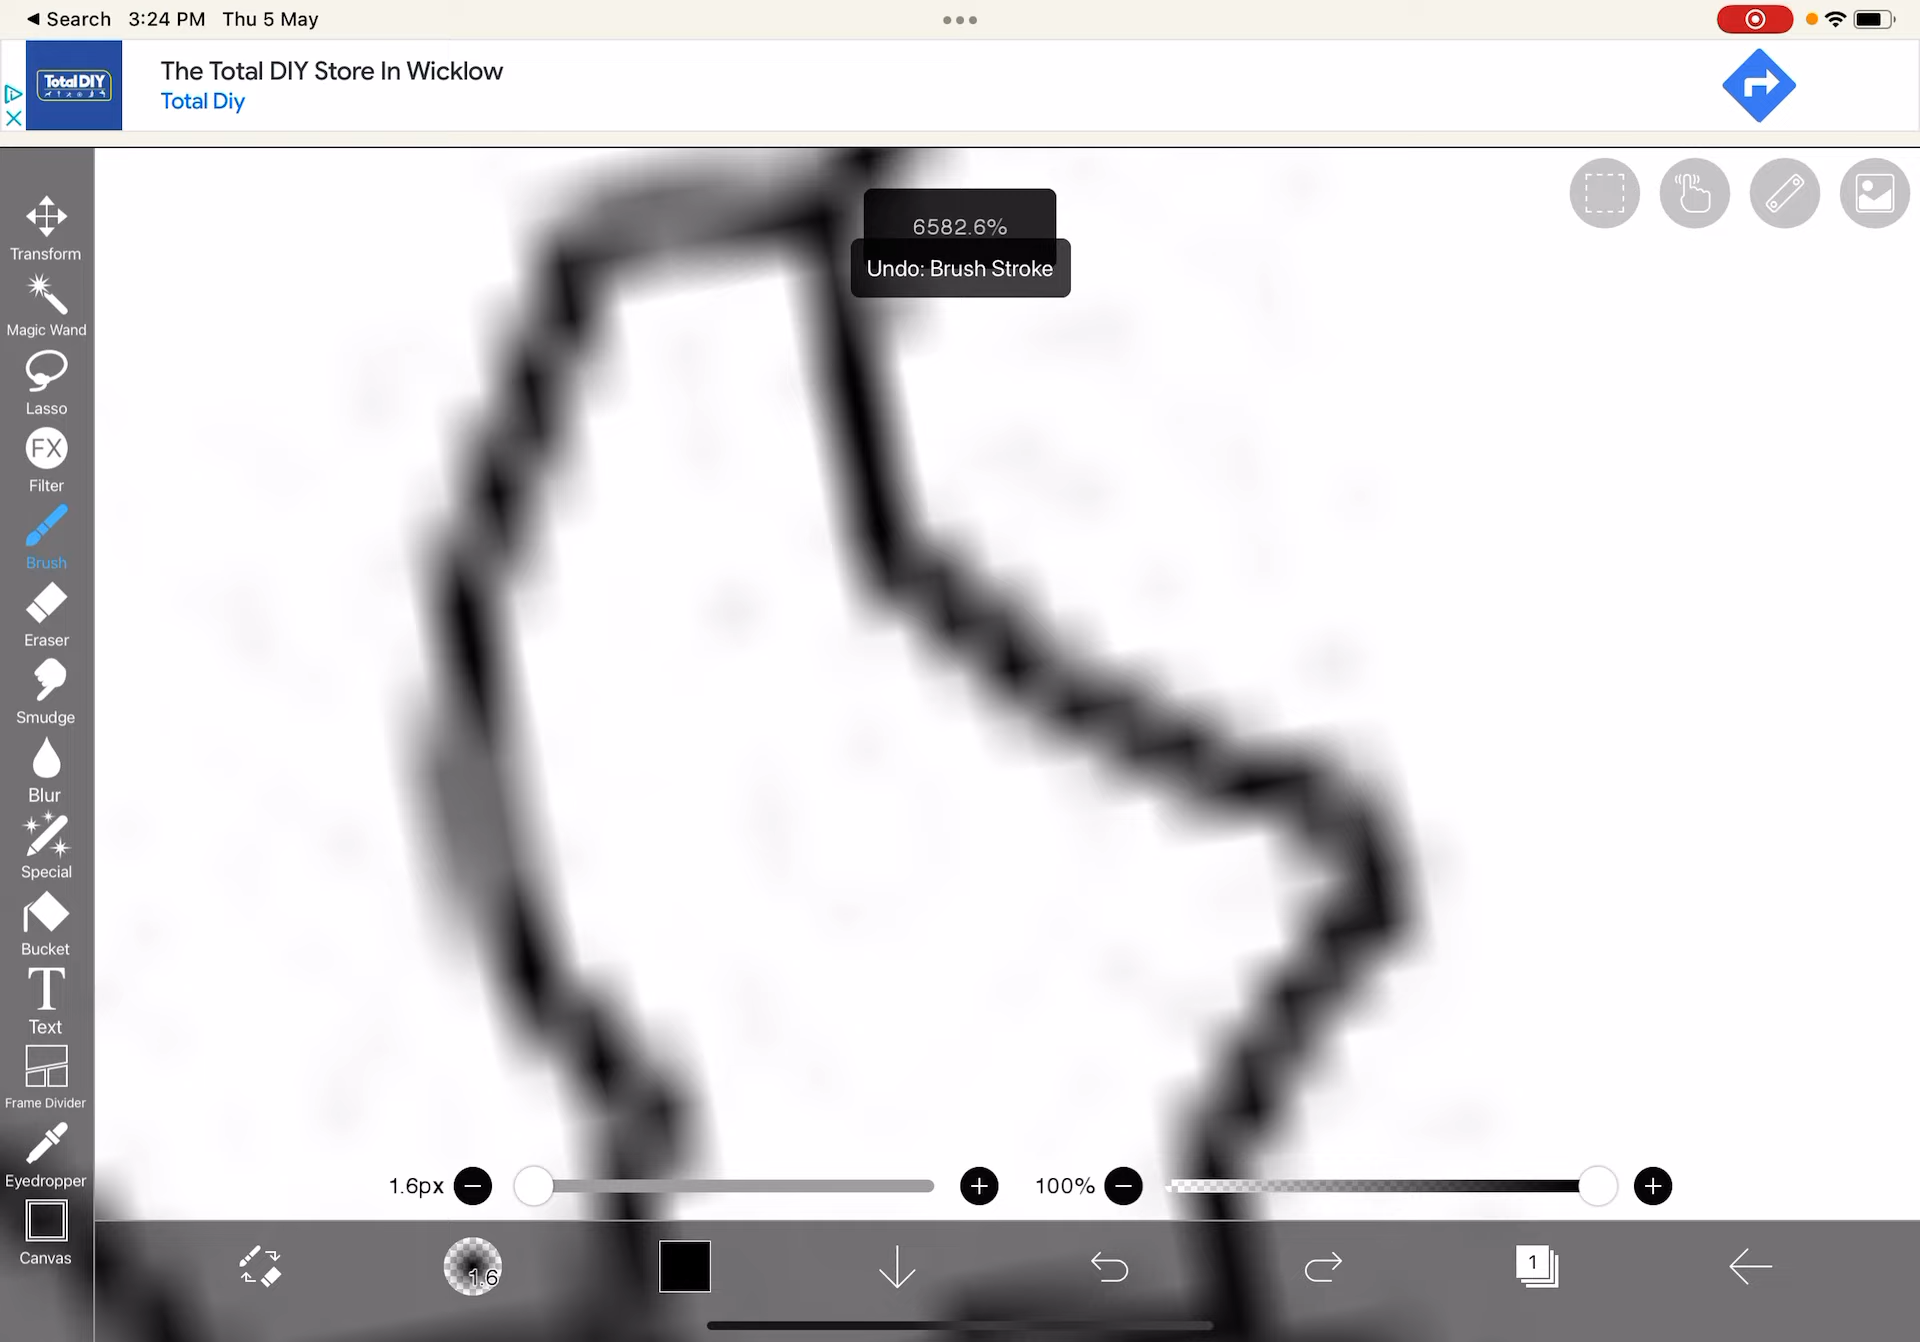 Search 3:24 PM Thu 5 May
Total DIY
The Total DIY Store In Wicklow
Total Diy
6582.6%
Undo: Brush Stroke
Transform
Magic Wand
Lasso
FX
Filter
Brush
Eraser
Smudge
Blur
Special
Bucket
T
Text
Frame Divider
Eyedropper
Canvas
1.6px
100%
1.6
1